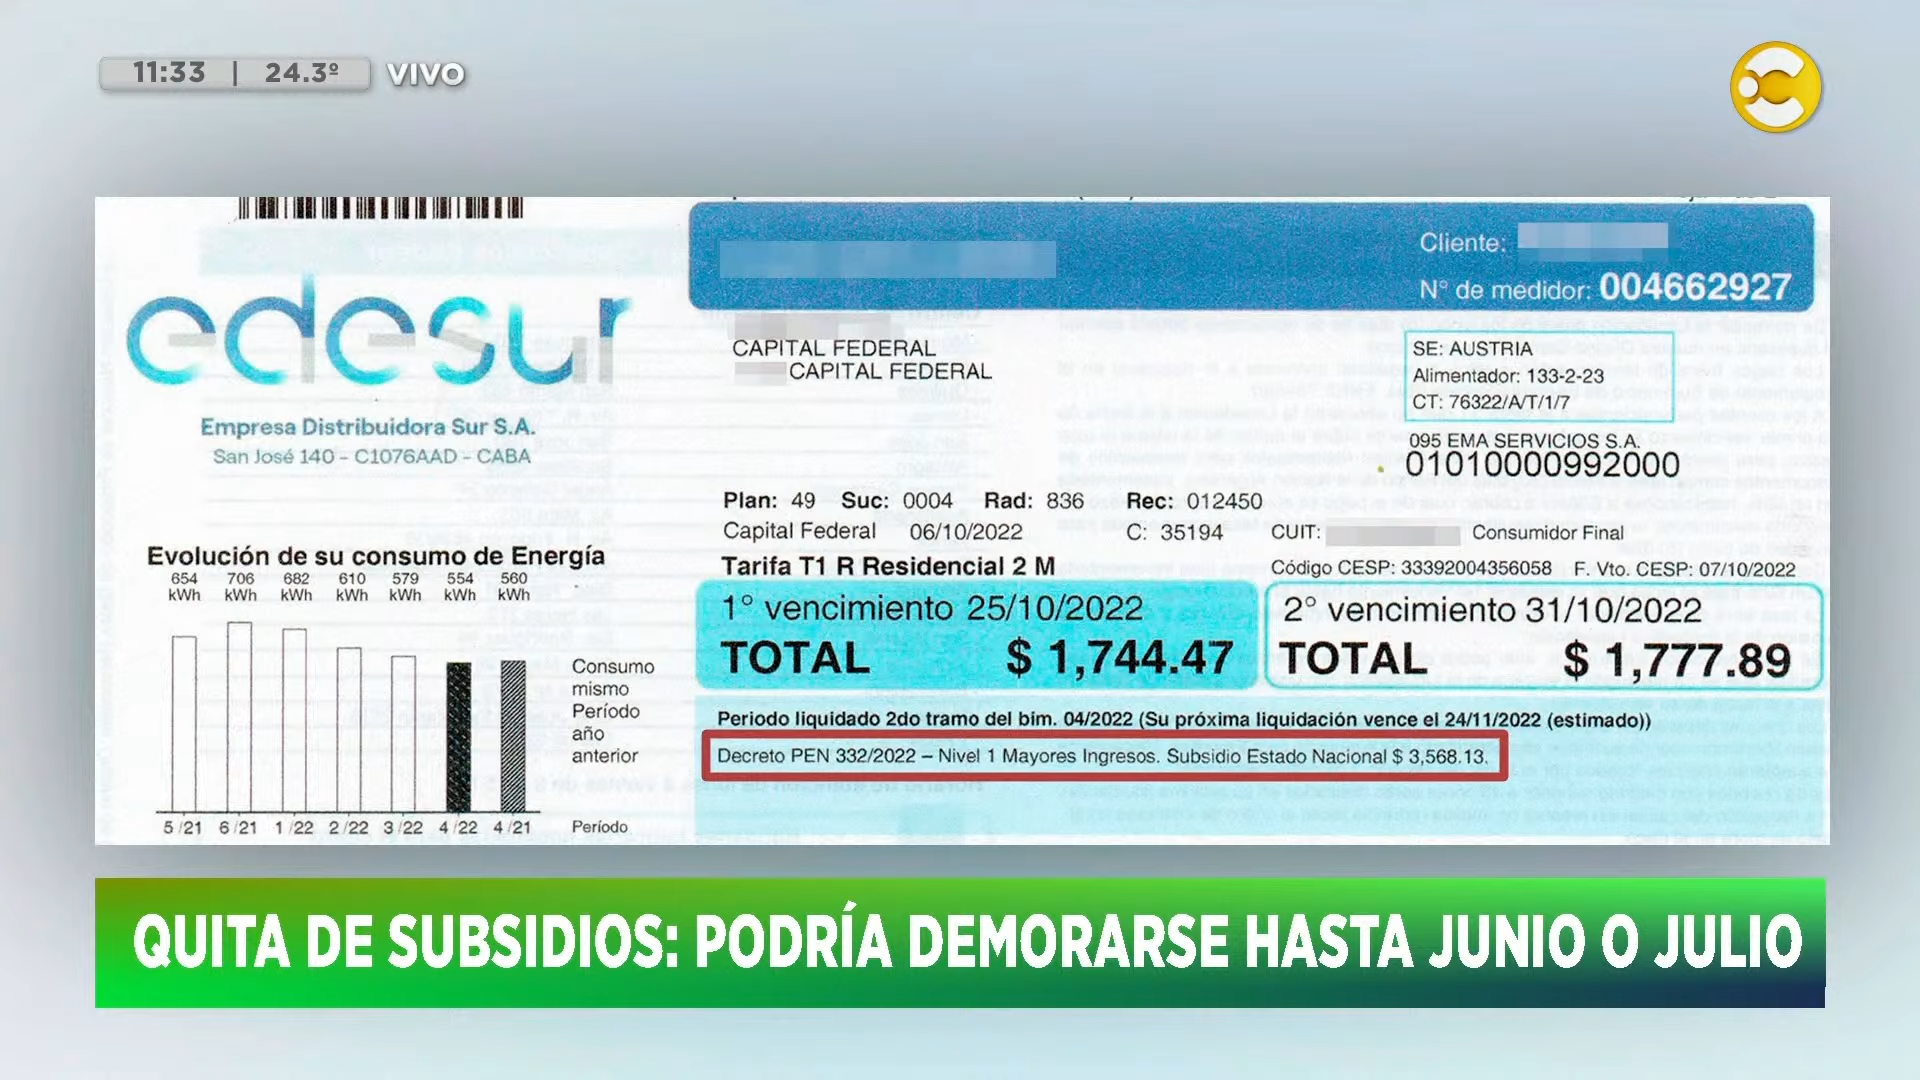 11:33 | 24.3º VIVO
Cliente:
N° de medidor: 004662927
edesur
Empresa Distribuidora Sur S.A.
San José 140 - C1076AAD - CABA
CAPITAL FEDERAL
CAPITAL FEDERAL
SE: AUSTRIA
Alimentador: 133-2-23
CT: 76322/A/T/1/7
095 EMA SERVICIOS S.A.
01010000992000
Plan: 49 Suc: 0004 Rad: 836 Rec: 012450
Capital Federal 06/10/2022 C: 35194 CUIT: Consumidor Final
Tarifa T1 R Residencial 2 M
Código CESP: 33392004356058 F. Vto. CESP: 07/10/2022
1° vencimiento 25/10/2022
TOTAL $ 1,744.47
2° vencimiento 31/10/2022
TOTAL $ 1,777.89
Periodo liquidado 2do tramo del bim. 04/2022 (Su próxima liquidación vence el 24/11/2022 (estimado))
Decreto PEN 332/2022 – Nivel 1 Mayores Ingresos. Subsidio Estado Nacional $ 3,568.13.
Evolución de su consumo de Energía
654 706 682 610 579 554 560
kWh kWh kWh kWh kWh kWh kWh
Consumo
mismo
Período
año
anterior
5/21 6/21 1/22 2/22 3/22 4/22 4/21 Período
QUITA DE SUBSIDIOS: PODRÍA DEMORARSE HASTA JUNIO O JULIO